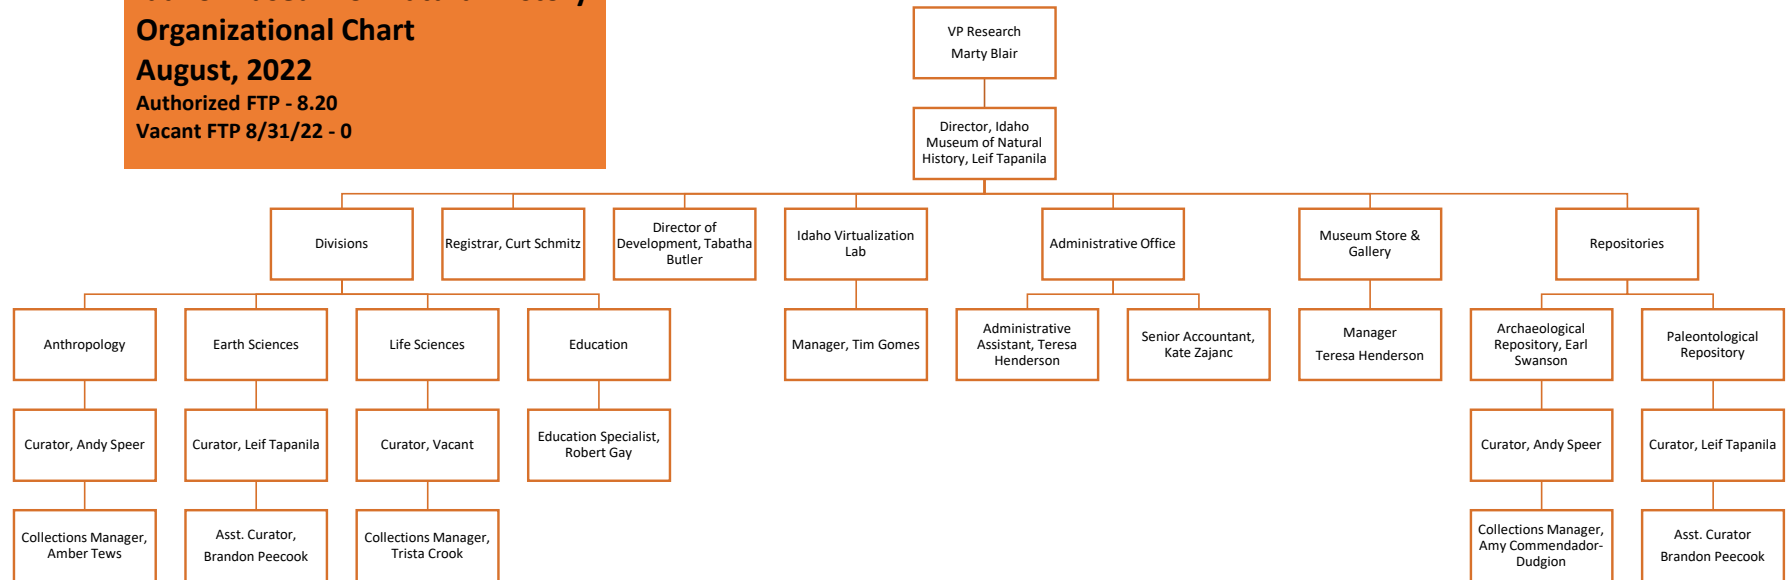 Organizational Chart
August, 2022
Authorized FTP - 8.20
Vacant FTP 8/31/22 - 0
VP Research
Marty Blair
Director, Idaho
Museum of Natural
History, Leif Tapanila
Divisions
Registrar, Curt Schmitz
Director of
Development, Tabatha
Butler
Idaho Virtualization
Lab
Administrative Office
Museum Store &
Gallery
Repositories
Anthropology
Earth Sciences
Life Sciences
Education
Manager, Tim Gomes
Administrative
Assistant, Teresa
Henderson
Senior Accountant,
Kate Zajanc
Manager
Teresa Henderson
Archaeological
Repository, Earl
Swanson
Paleontological
Repository
Curator, Andy Speer
Curator, Leif Tapanila
Curator, Vacant
Education Specialist,
Robert Gay
Curator, Andy Speer
Curator, Leif Tapanila
Collections Manager,
Amber Tews
Asst. Curator,
Brandon Peecook
Collections Manager,
Trista Crook
Collections Manager,
Amy Commendador-
Dudgion
Asst. Curator
Brandon Peecook